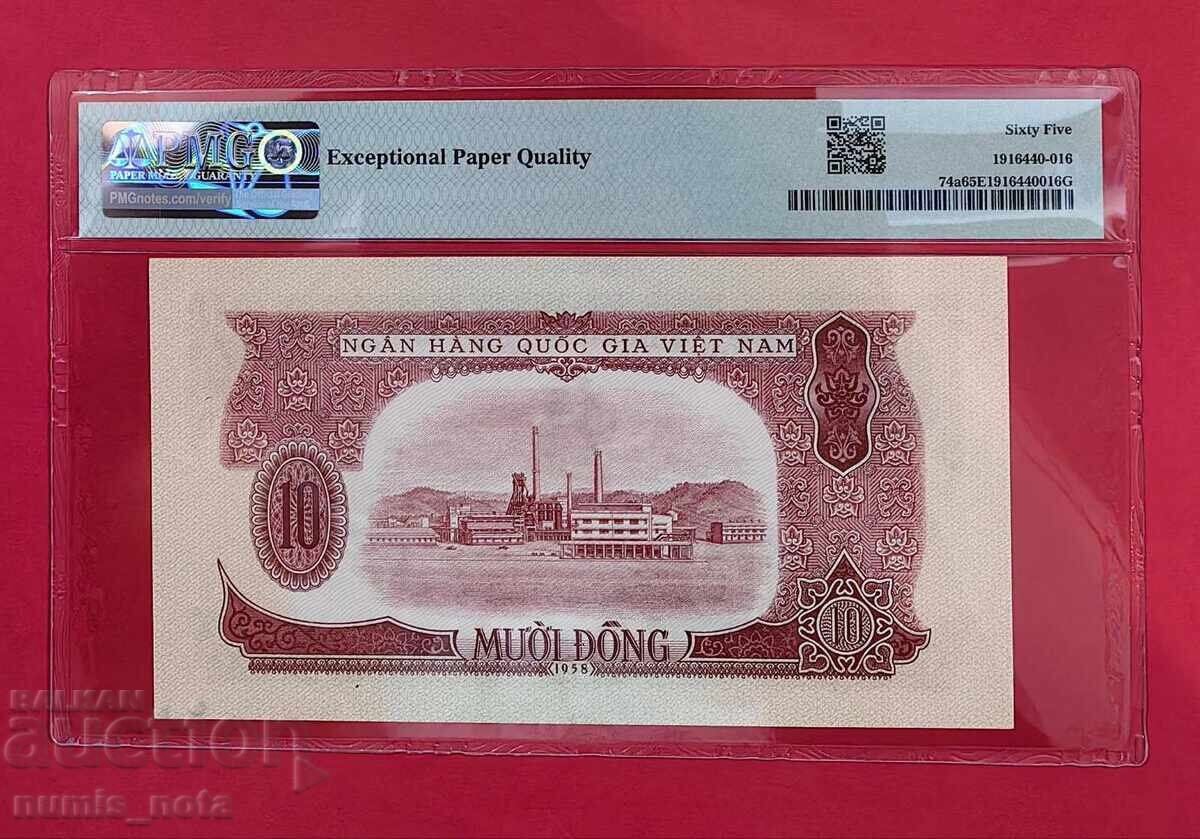 PMG
PAPER MONEY GUARANTY
PMGnotes.com/verify
Exceptional Paper Quality
Sixty Five
1916440-016
74a65E1916440016G
NGÂN HÀNG QUỐC GIA VIỆT NAM
10
10
MƯỜI ĐỒNG
1958
BALKAN
auction
numis_nota